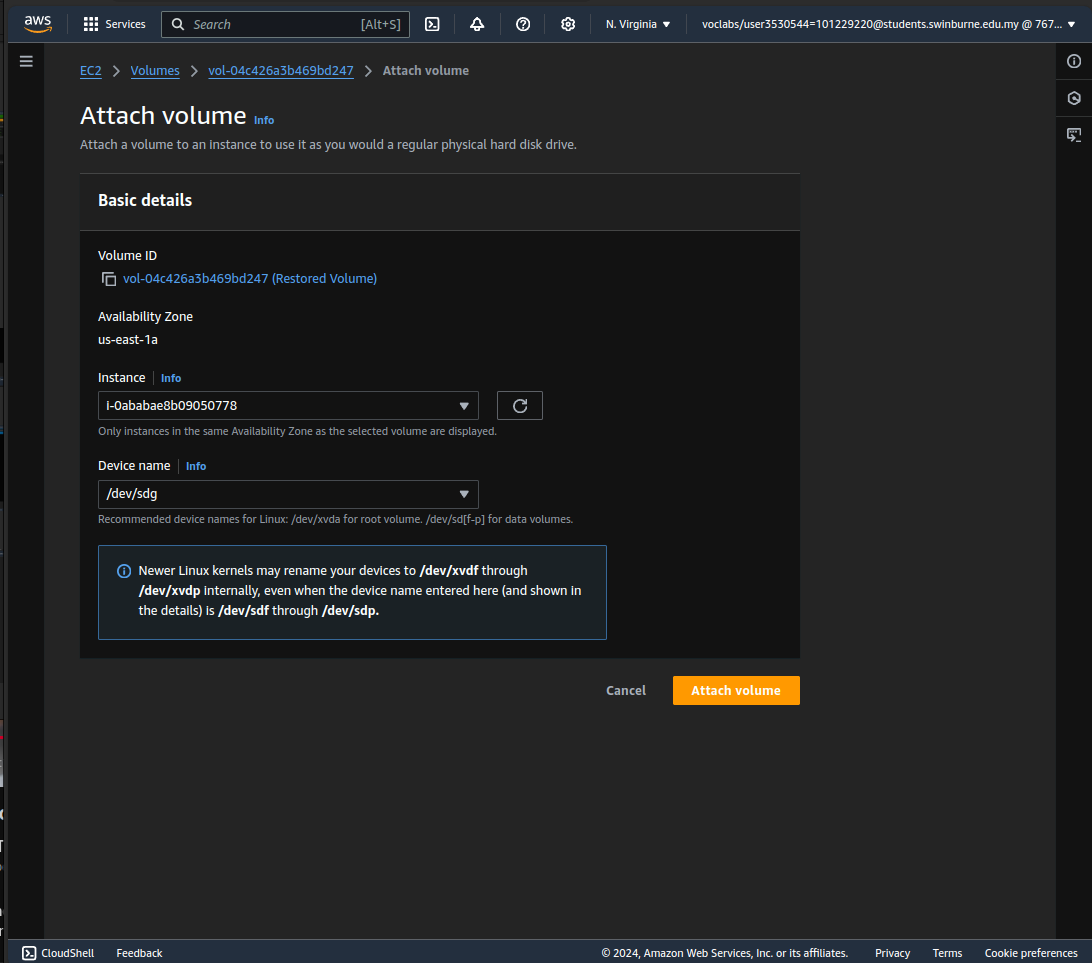 aws Services Search [Alt+S] N. Virginia voclabs/user3530544=101229220@students.swinburne.edu.my @ 767...
EC2 > Volumes > vol-04c426a3b469bd247 > Attach volume
Attach volume Info
Attach a volume to an instance to use it as you would a regular physical hard disk drive.
Basic details
Volume ID
vol-04c426a3b469bd247 (Restored Volume)
Availability Zone
us-east-1a
Instance Info
i-0ababae8b09050778
Only instances in the same Availability Zone as the selected volume are displayed.
Device name Info
/dev/sdg
Recommended device names for Linux: /dev/xvda for root volume. /dev/sd[f-p] for data volumes.
Newer Linux kernels may rename your devices to /dev/xvdf through
/dev/xvdp internally, even when the device name entered here (and shown in
the details) is /dev/sdf through /dev/sdp.
Cancel Attach volume
CloudShell Feedback © 2024, Amazon Web Services, Inc. or its affiliates. Privacy Terms Cookie preferences